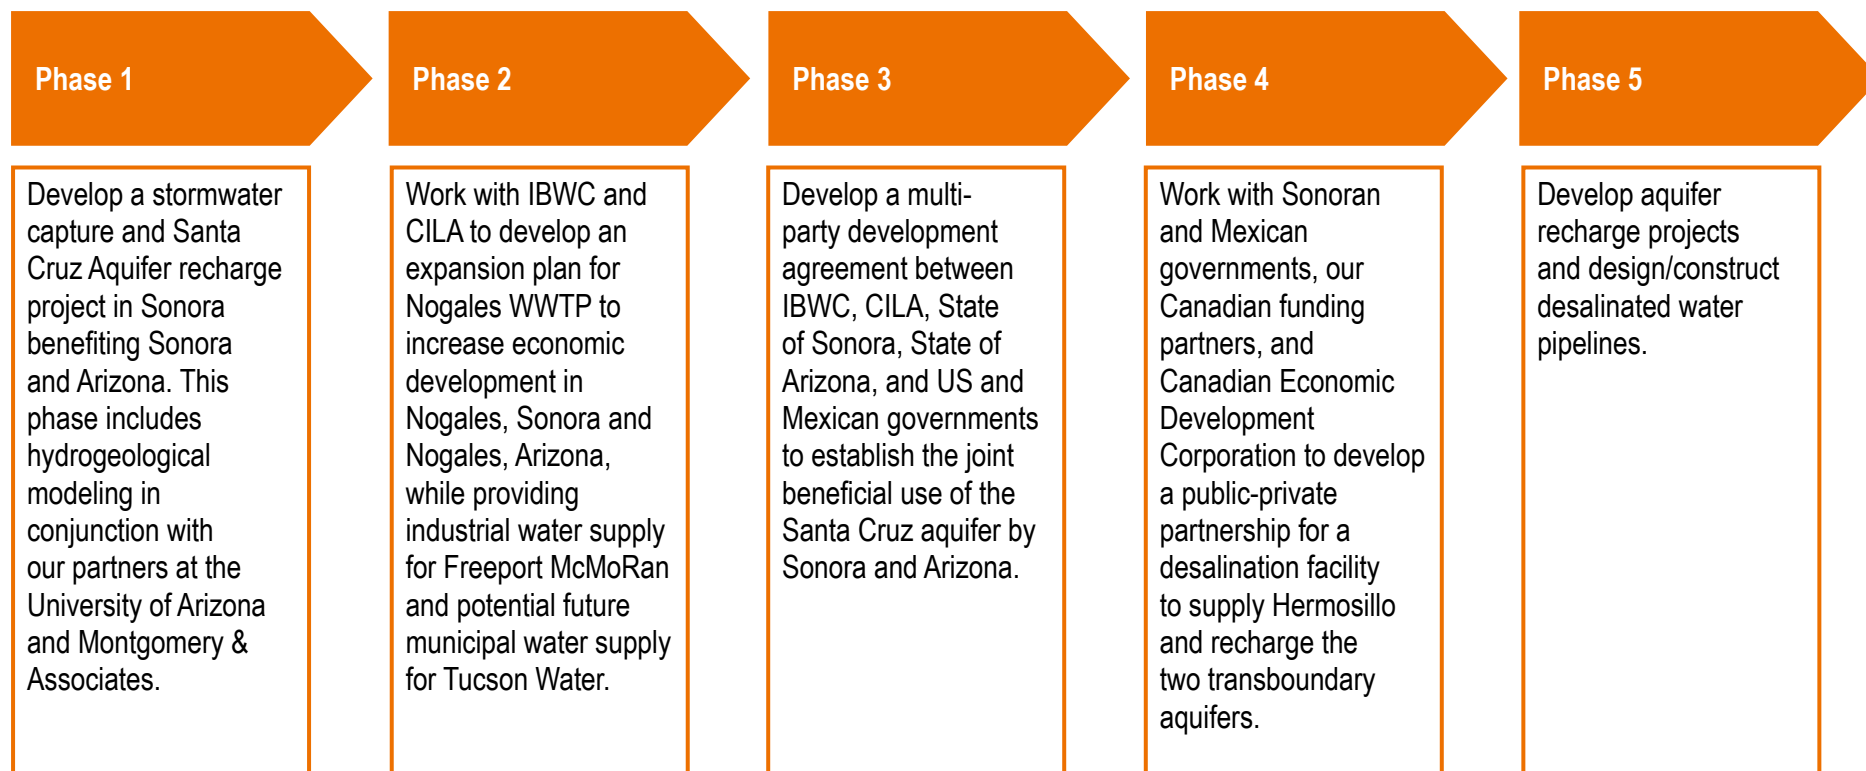 Phase 1
Develop a stormwater
capture and Santa
Cruz Aquifer recharge
project in Sonora
benefiting Sonora
and Arizona. This
phase includes
hydrogeological
modeling in
conjunction with
our partners at the
University of Arizona
and Montgomery &
Associates.
Phase 2
Work with IBWC and
CILA to develop an
expansion plan for
Nogales WWTP to
increase economic
development in
Nogales, Sonora and
Nogales, Arizona,
while providing
industrial water supply
for Freeport McMoRan
and potential future
municipal water supply
for Tucson Water.
Phase 3
Develop a multi-
party development
agreement between
IBWC, CILA, State
of Sonora, State of
Arizona, and US and
Mexican governments
to establish the joint
beneficial use of the
Santa Cruz aquifer by
Sonora and Arizona.
Phase 4
Work with Sonoran
and Mexican
governments, our
Canadian funding
partners, and
Canadian Economic
Development
Corporation to develop
a public-private
partnership for a
desalination facility
to supply Hermosillo
and recharge the
two transboundary
aquifers.
Phase 5
Develop aquifer
recharge projects
and design/construct
desalinated water
pipelines.